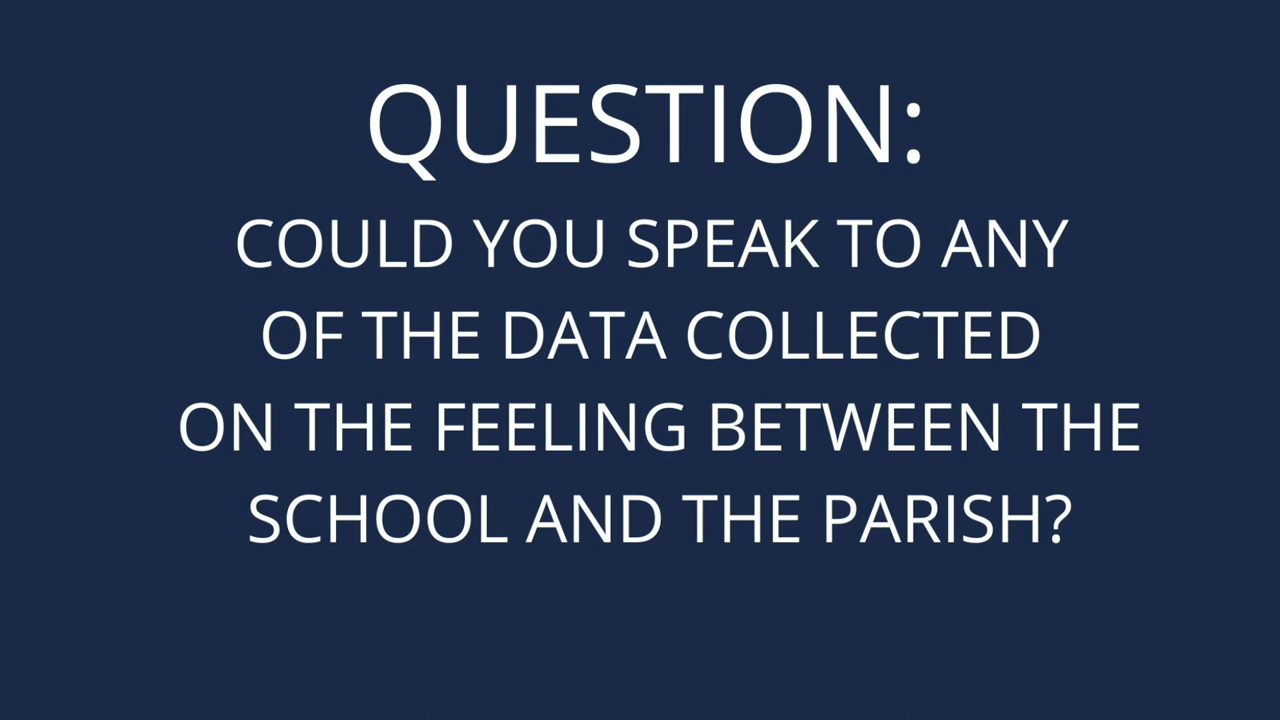 QUESTION:
COULD YOU SPEAK TO ANY
OF THE DATA COLLECTED
ON THE FEELING BETWEEN THE
SCHOOL AND THE PARISH?